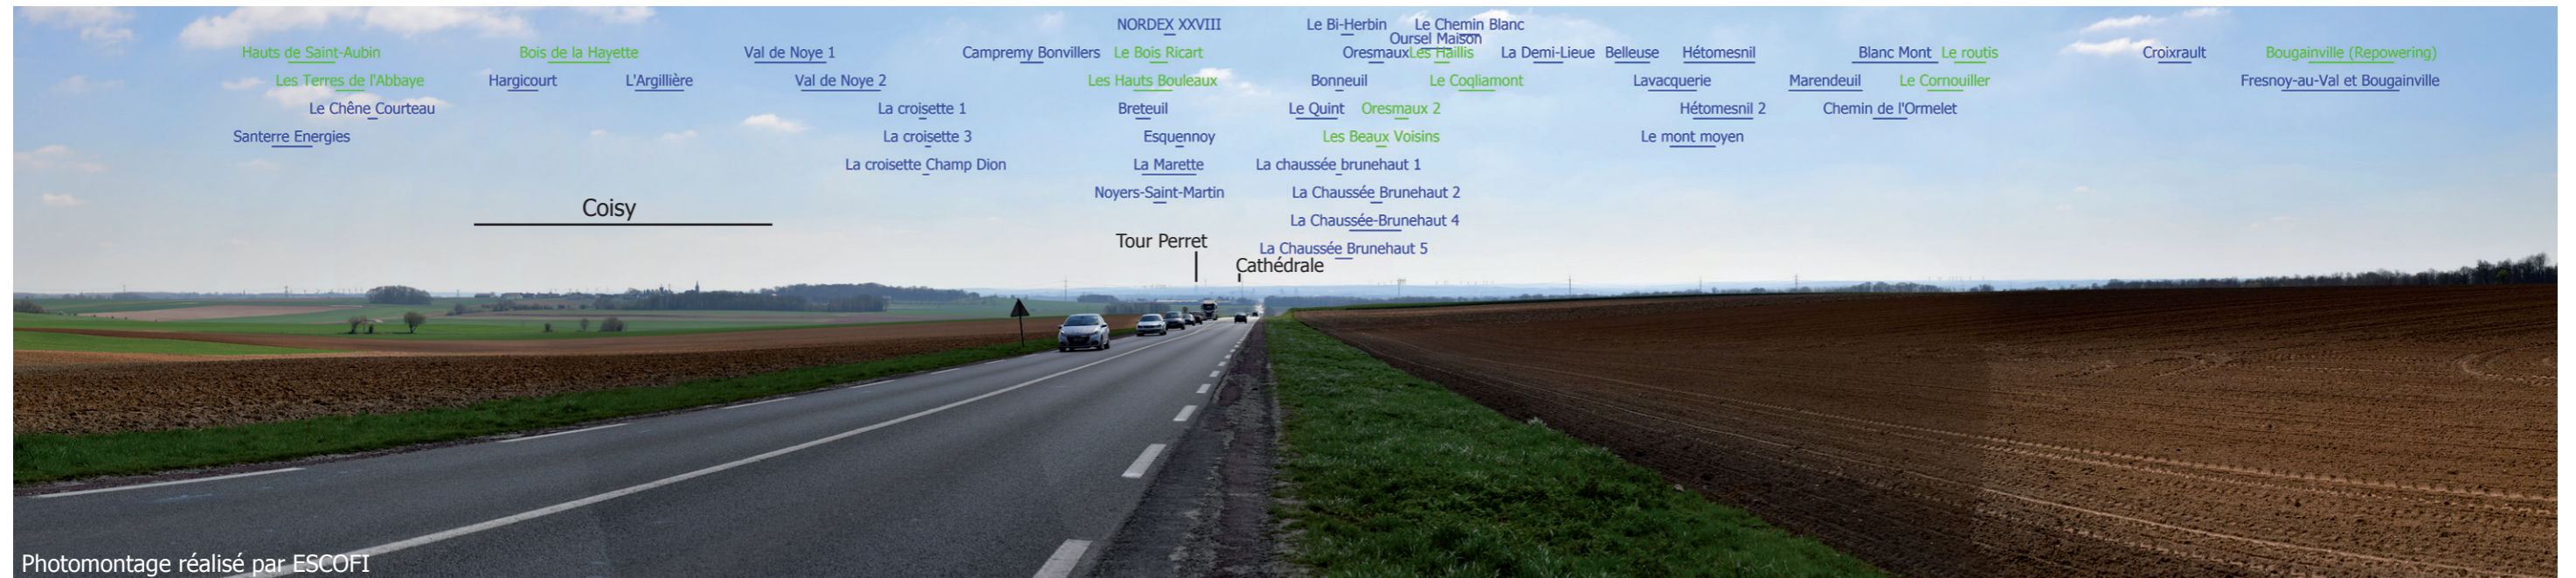 NORDEX XXVIII
Le Bi-Herbin
Le Chemin Blanc
Oursel Maison
Hauts de Saint-Aubin
Bois de la Hayette
Val de Noye 1
Campremy Bonvillers
Le Bois Ricart
Oresmaux
Les Haillis
La Demi-Lieue
Belleuse
Hétomesnil
Blanc Mont
Le routis
Croixrault
Bougainville (Repowering)
Les Terres de l'Abbaye
Hargicourt
L'Argillière
Val de Noye 2
Les Hauts Bouleaux
Bonneuil
Le Coqliamont
Lavacquerie
Marendeuil
Le Cornouiller
Fresnoy-au-Val et Bougainville
Le Chêne Courteau
La croisette 1
Breteuil
Le Quint
Oresmaux 2
Hétomesnil 2
Chemin de l'Ormelet
Santerre Energies
La croisette 3
Esquennoy
Les Beaux Voisins
Le mont moyen
La croisette Champ Dion
La Marette
La chaussée brunehaut 1
Noyers-Saint-Martin
La Chaussée Brunehaut 2
Coisy
La Chaussée-Brunehaut 4
Tour Perret
La Chaussée Brunehaut 5
Cathédrale
Photomontage réalisé par ESCOFI